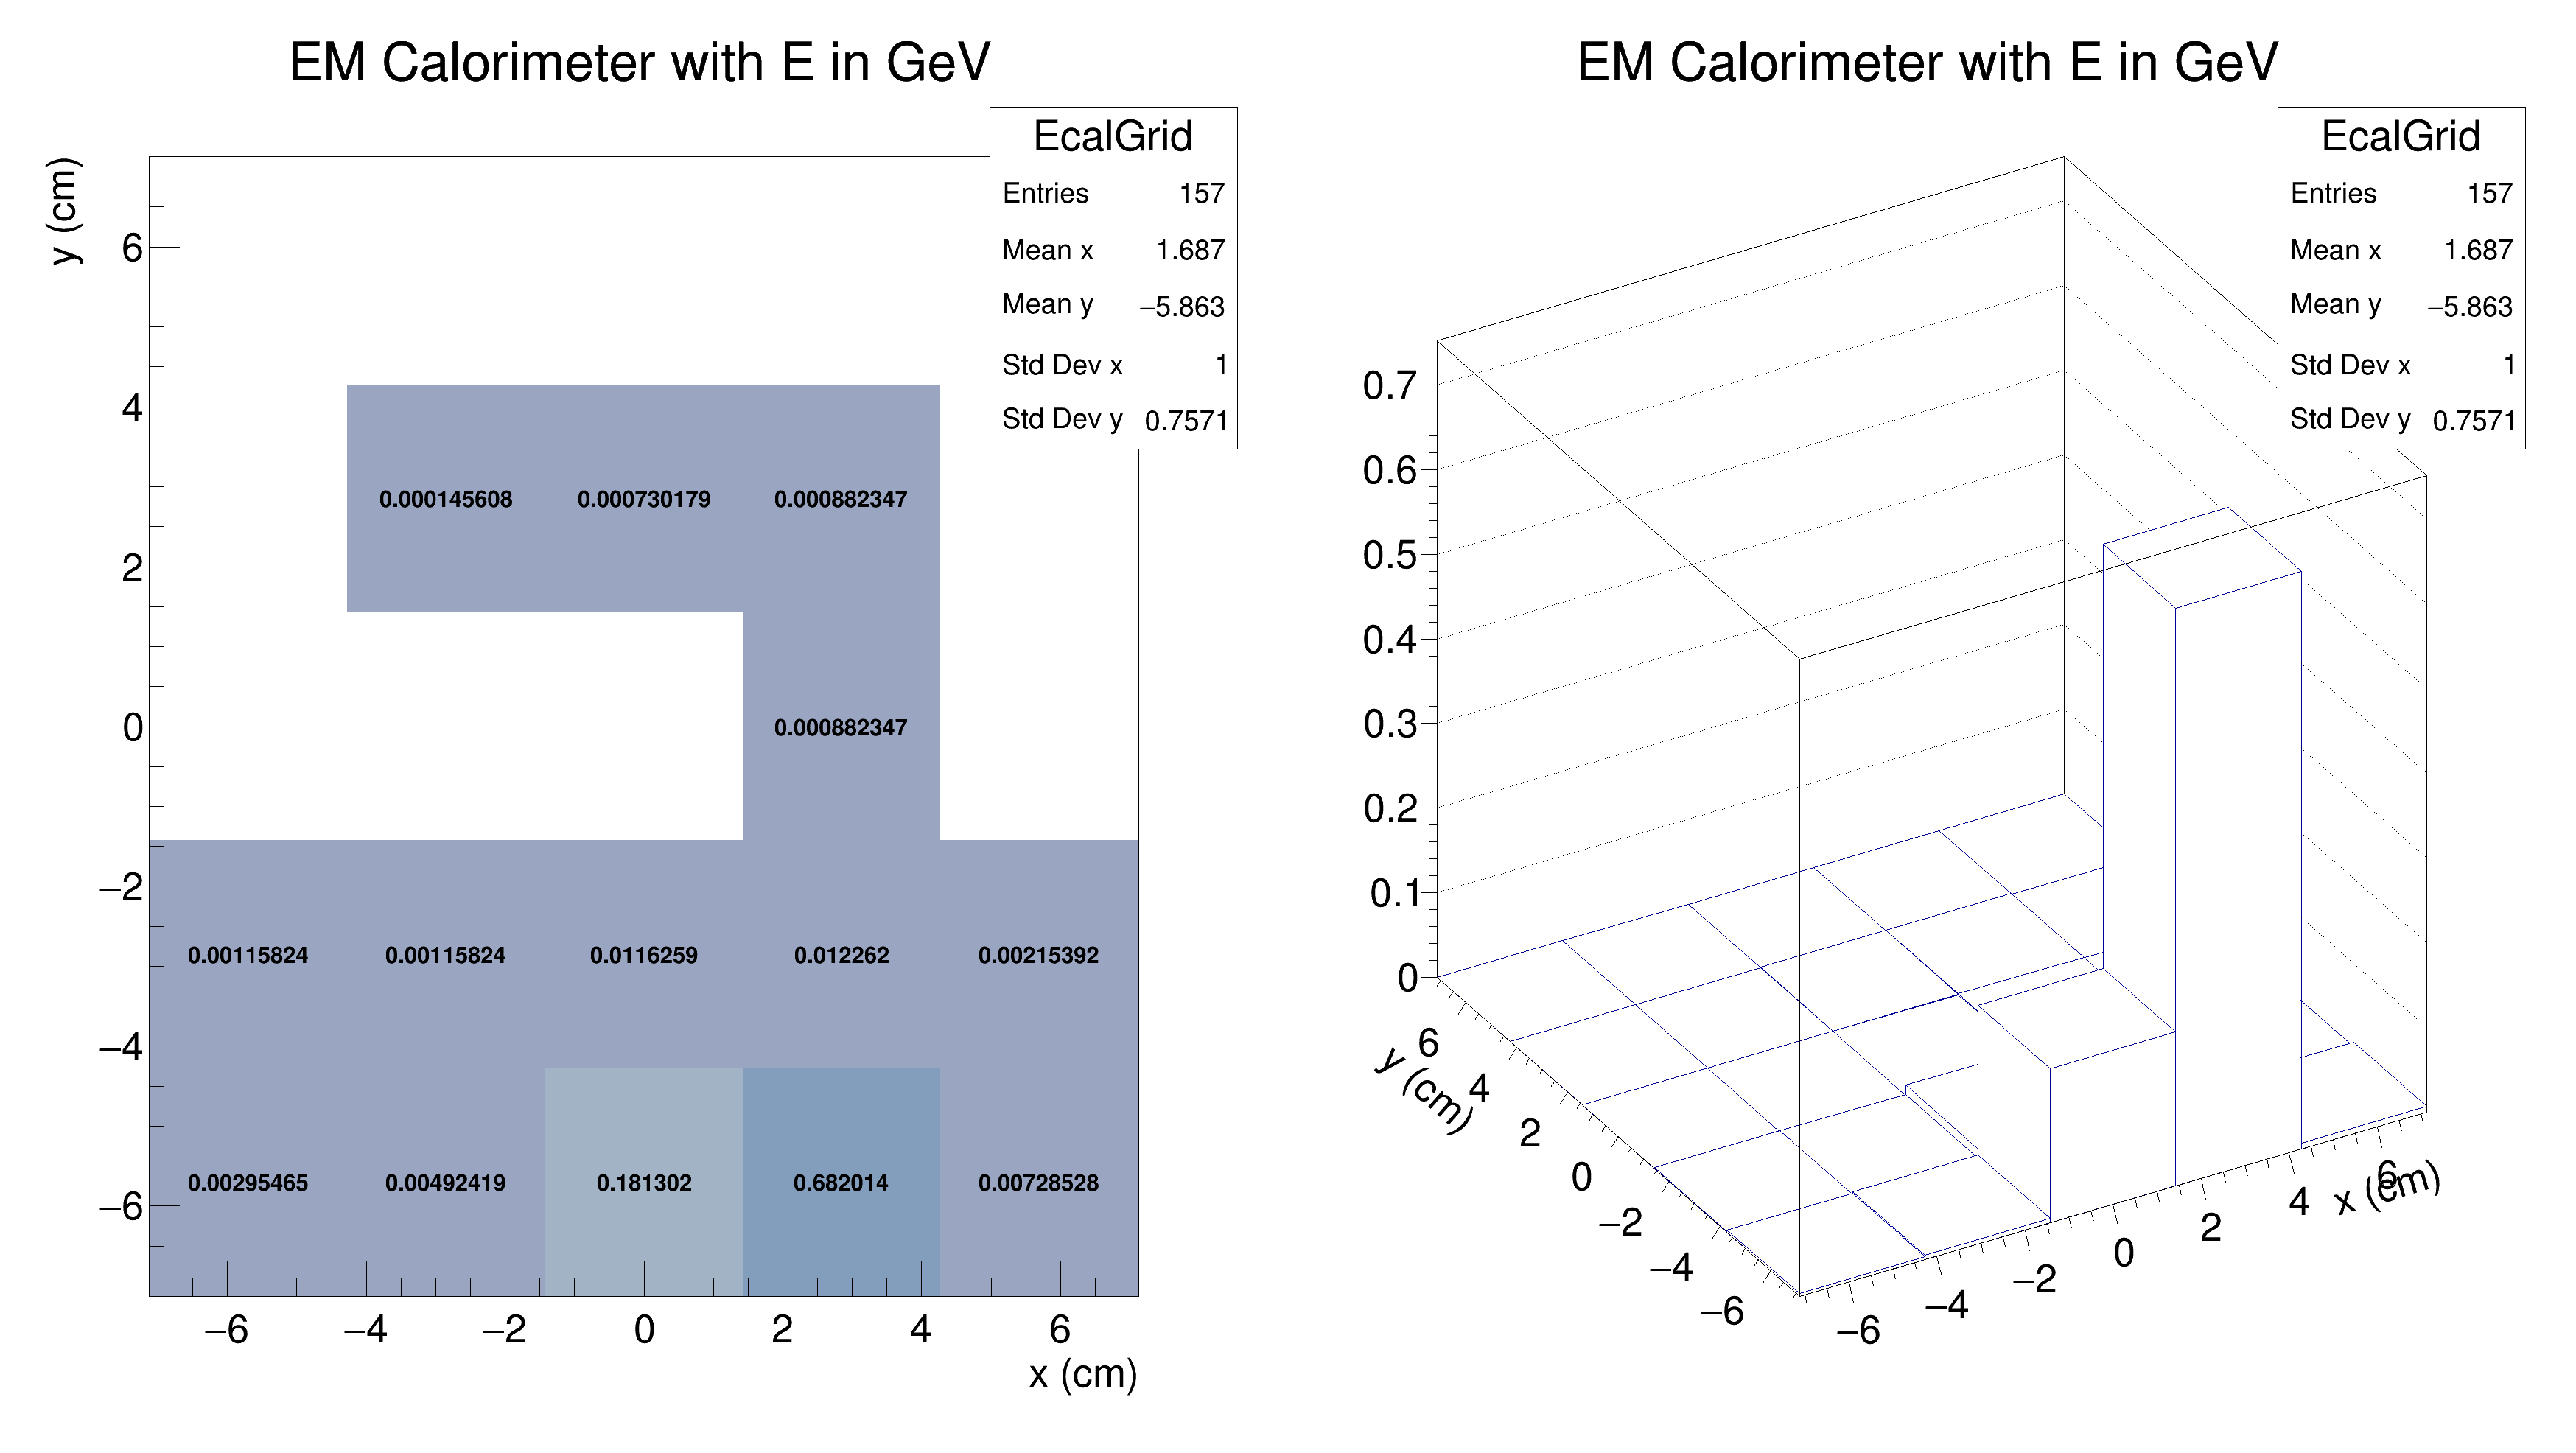 EM Calorimeter with E in GeV
EcalGrid
Entries 157
Mean x 1.687
Mean y −5.863
Std Dev x 1
Std Dev y 0.7571
y (cm)
6
4
2
0
−2
−4
−6
0.000145608 0.000730179 0.000882347
0.000882347
0.00115824 0.00115824 0.0116259 0.012262 0.00215392
0.00295465 0.00492419 0.181302 0.682014 0.00728528
−6 −4 −2 0 2 4 6
x (cm)
EM Calorimeter with E in GeV
EcalGrid
Entries 157
Mean x 1.687
Mean y −5.863
Std Dev x 1
Std Dev y 0.7571
0.7
0.6
0.5
0.4
0.3
0.2
0.1
0
6
4
2
0
−2
−4
−6
y (cm)
−6 −4 −2 0 2 4 6
x (cm)